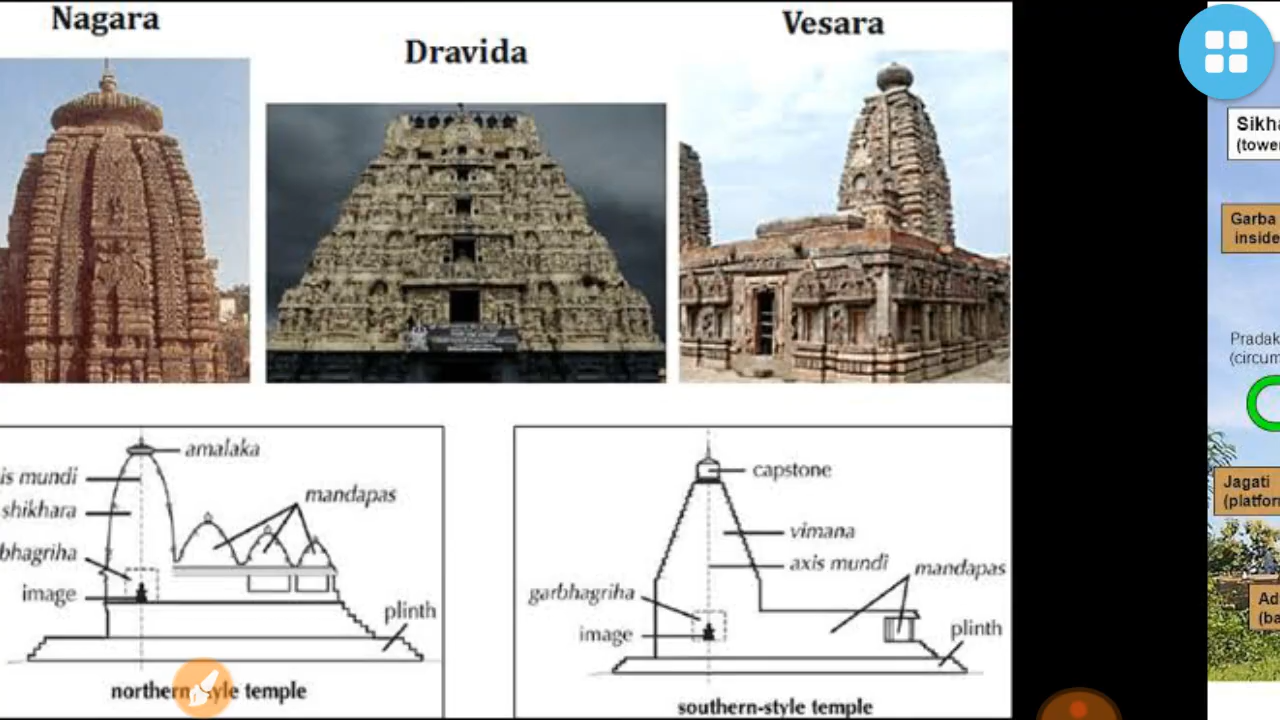 Nagara
Dravida
Vesara
amalaka
is mundi
shikhara
mandapas
bhagriha
image
plinth
northern-style temple
capstone
vimana
axis mundi
mandapas
garbhagriha
image
plinth
southern-style temple
Sikha
(tower
Garba
inside
Pradak
(circum
Jagati
(platfor
Ad
(ba